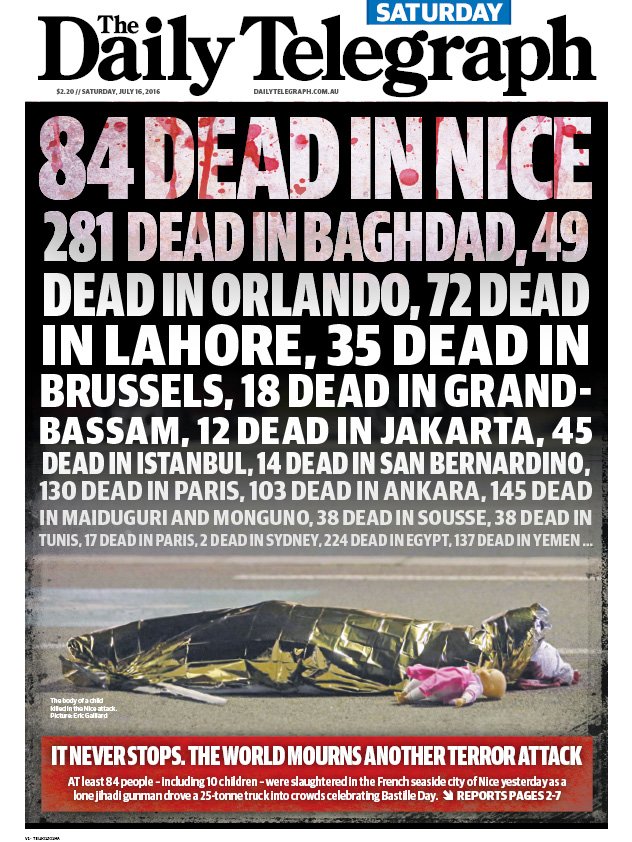 SATURDAY
The
Daily Telegraph
$2.20 // SATURDAY, JULY 16, 2016
DAILYTELEGRAPH.COM.AU
84 DEAD IN NICE
281 DEAD IN BAGHDAD, 49
DEAD IN ORLANDO, 72 DEAD
IN LAHORE, 35 DEAD IN
BRUSSELS, 18 DEAD IN GRAND-
BASSAM, 12 DEAD IN JAKARTA, 45
DEAD IN ISTANBUL, 14 DEAD IN SAN BERNARDINO,
130 DEAD IN PARIS, 103 DEAD IN ANKARA, 145 DEAD
IN MAIDUGURI AND MONGUNO, 38 DEAD IN SOUSSE, 38 DEAD IN
TUNIS, 17 DEAD IN PARIS, 2 DEAD IN SYDNEY, 224 DEAD IN EGYPT, 137 DEAD IN YEMEN ...
The body of a child
killed in the Nice attack.
Picture: Eric Gaillard
IT NEVER STOPS. THE WORLD MOURNS ANOTHER TERROR ATTACK
AT least 84 people – including 10 children – were slaughtered in the French seaside city of Nice yesterday as a
lone jihadi gunman drove a 25-tonne truck into crowds celebrating Bastille Day. REPORTS PAGES 2-7